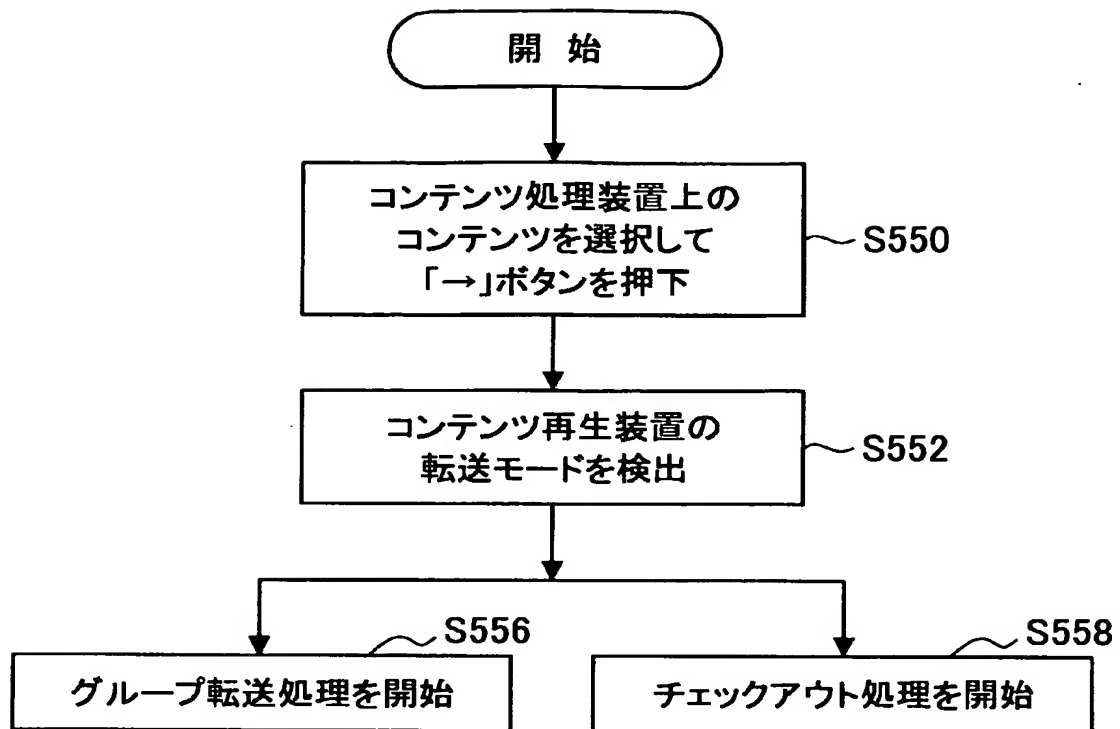 開 始
コンテンツ処理装置上の
コンテンツを選択して
「→」ボタンを押下
S550
コンテンツ再生装置の
転送モードを検出
S552
S556
グループ転送処理を開始
S558
チェックアウト処理を開始